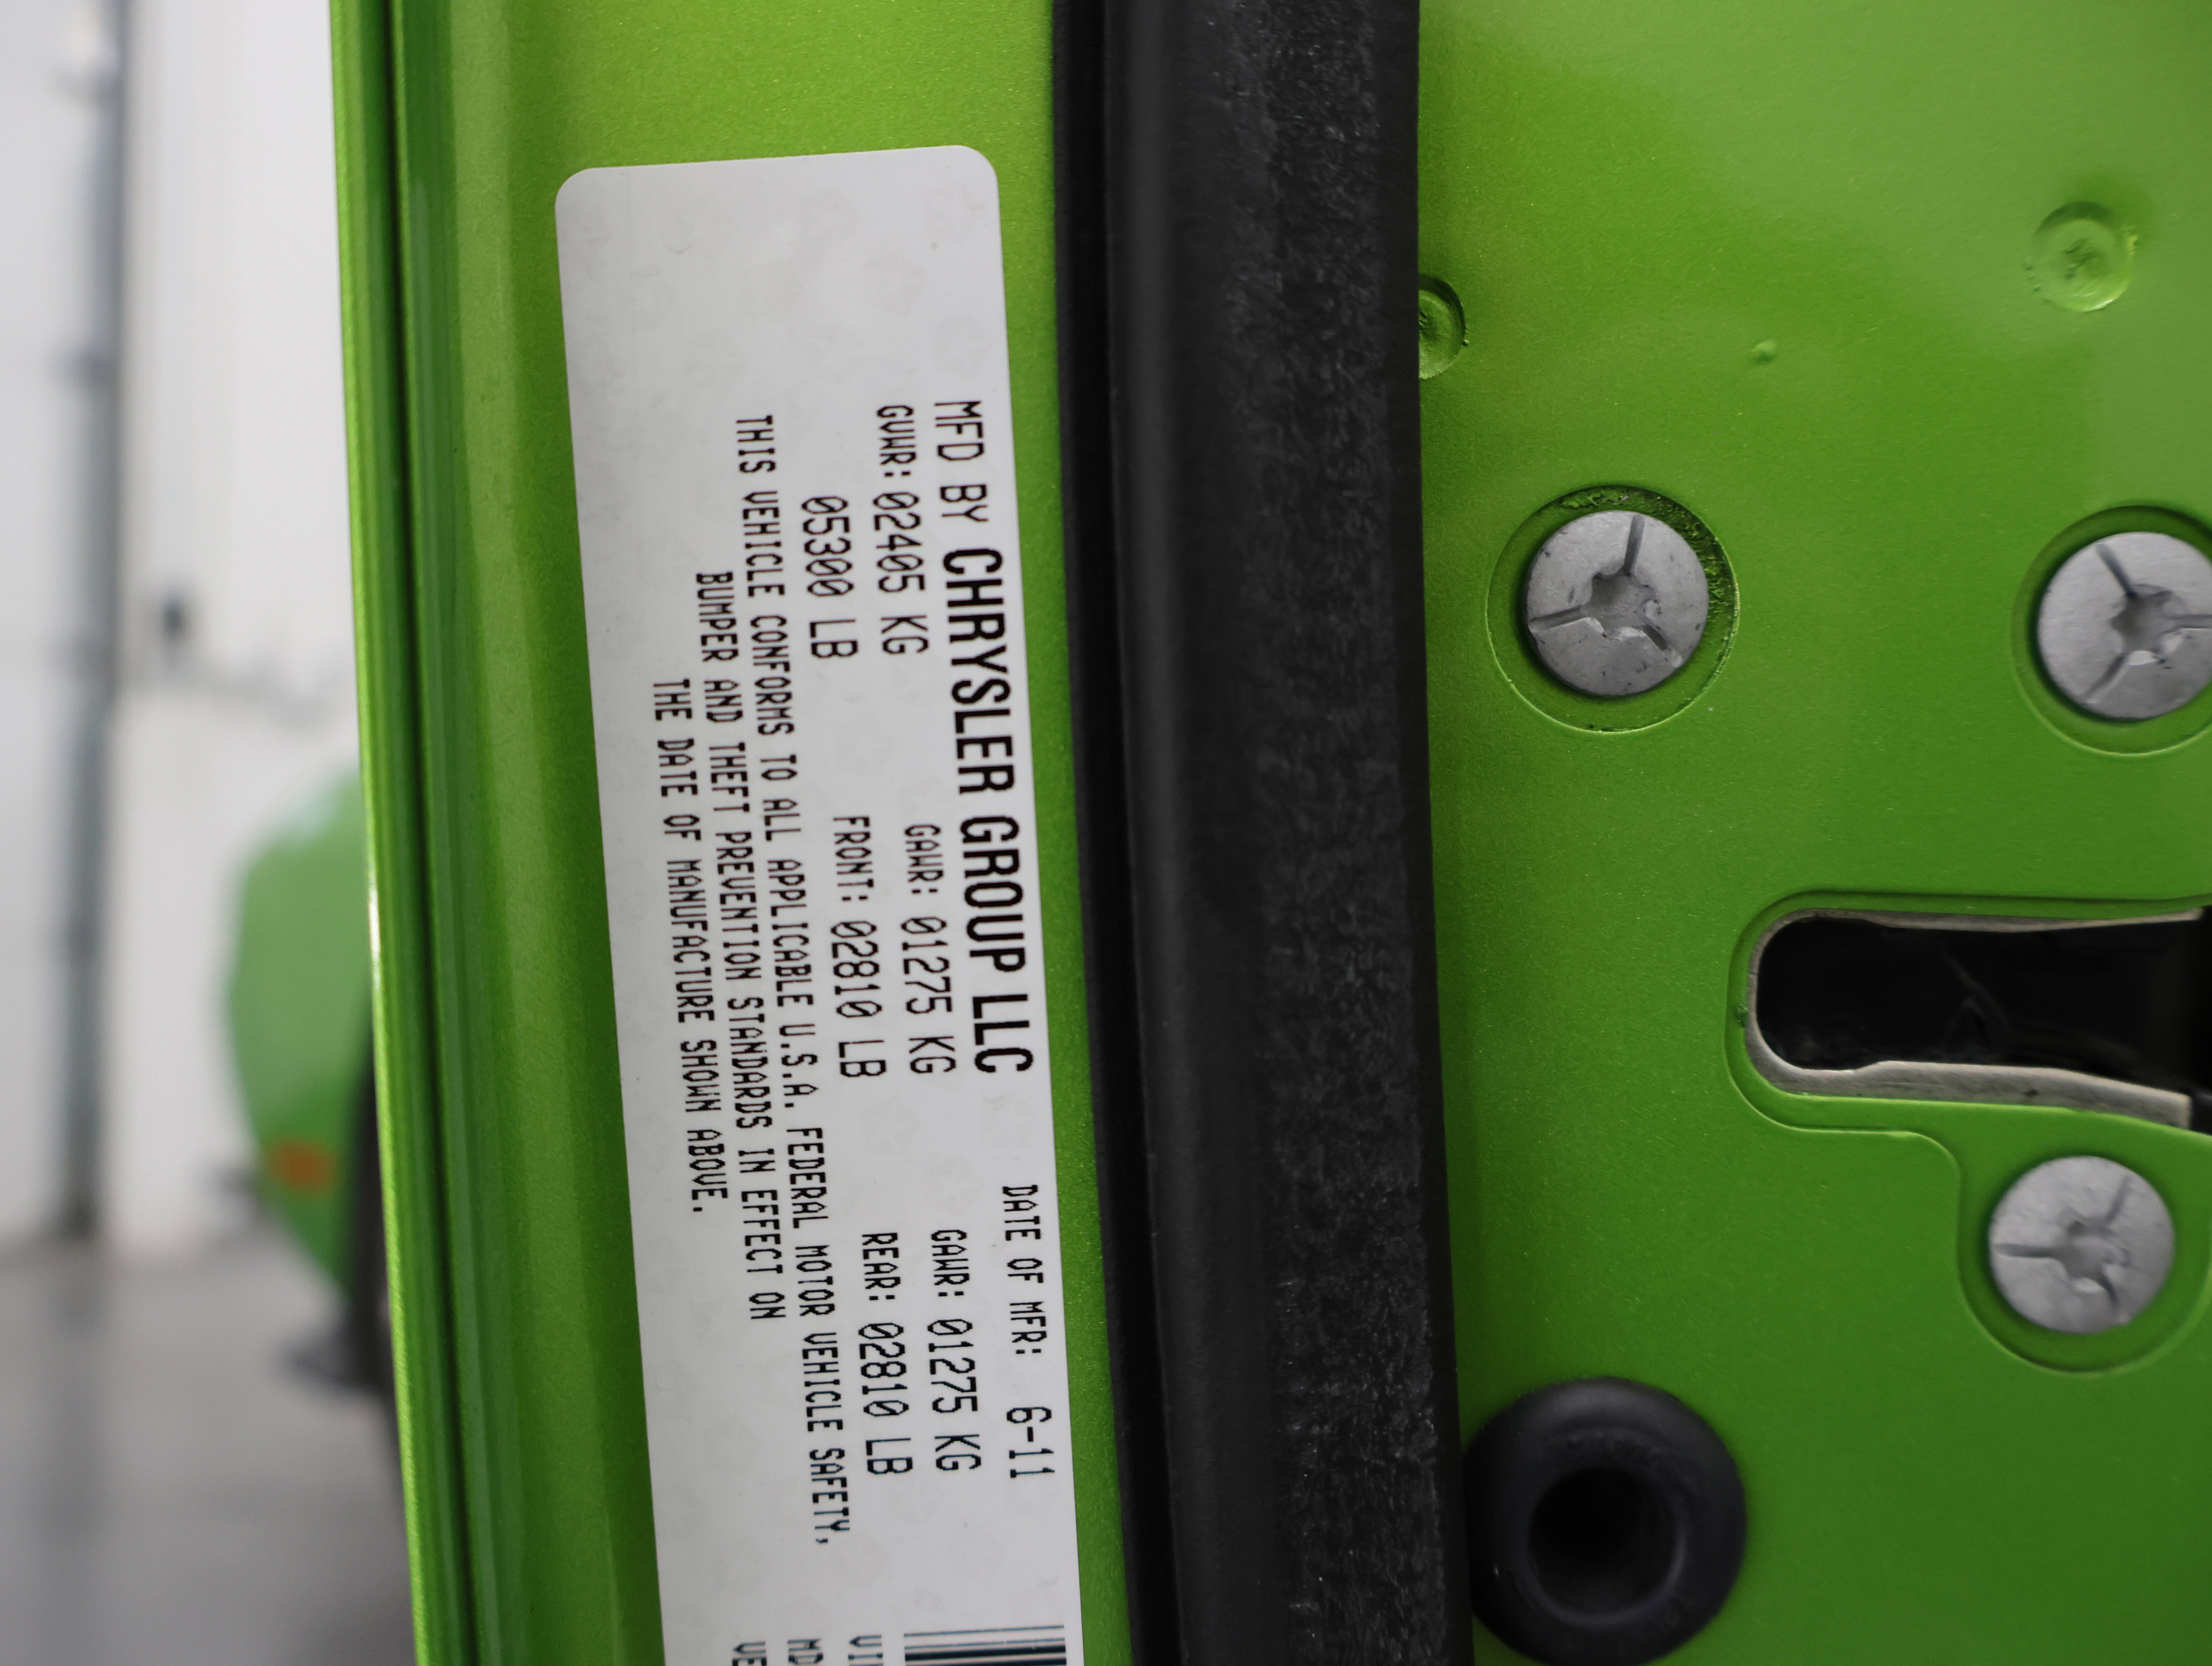 MFD BY CHRYSLER GROUP LLC DATE OF MFR: 6-11
GVWR: 02405 KG GAWR: 01275 KG GAWR: 01275 KG
05300 LB FRONT: 02810 LB REAR: 02810 LB
THIS VEHICLE CONFORMS TO ALL APPLICABLE U.S.A. FEDERAL MOTOR VEHICLE SAFETY,
BUMPER AND THEFT PREVENTION STANDARDS IN EFFECT ON
THE DATE OF MANUFACTURE SHOWN ABOVE.